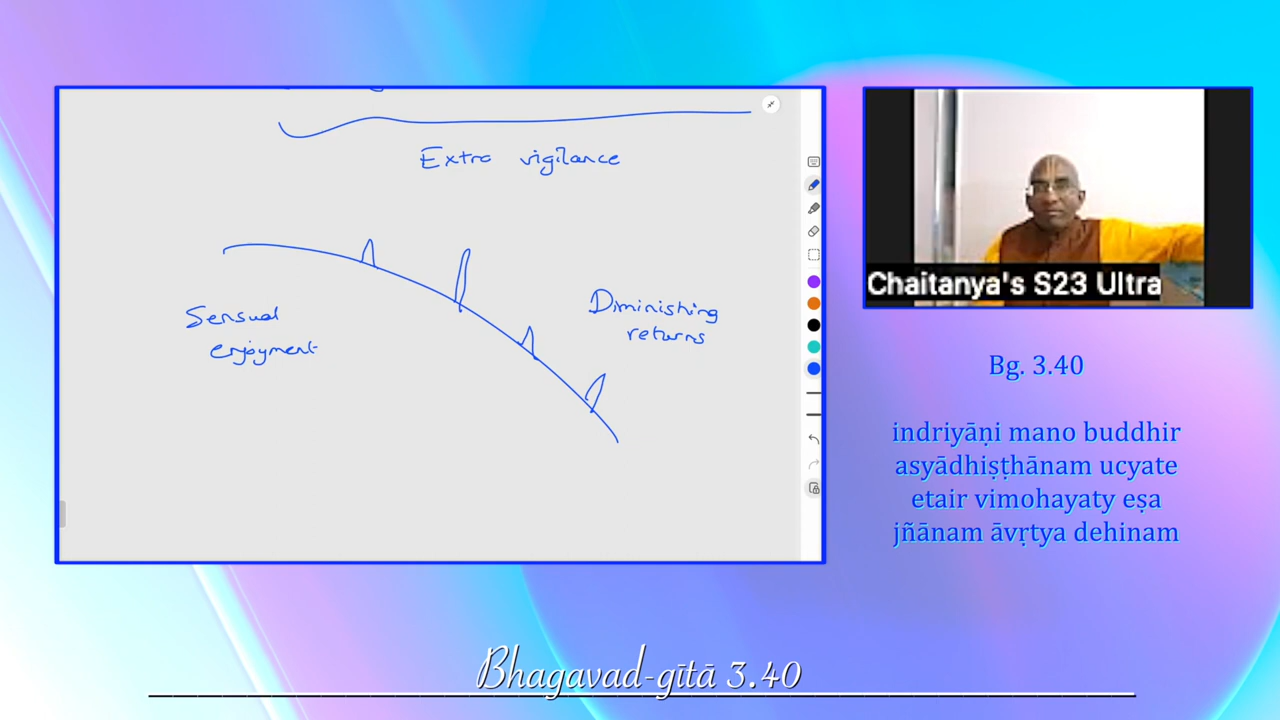 Extra vigilance
Sensual
enjoyment
Diminishing
returns
Chaitanya's S23 Ultra
Bg. 3.40
indriyāṇi mano buddhir
asyādhiṣṭhānam ucyate
etair vimohayaty eṣa
jñānam āvṛtya dehinam
Bhagavad-gītā 3.40